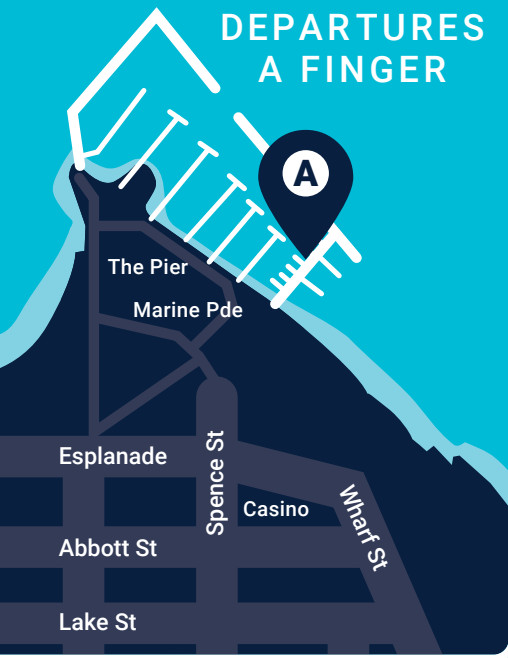 DEPARTURES
A FINGER
A
The Pier
Marine Pde
Esplanade
Spence St
Casino
Wharf St
Abbott St
Lake St